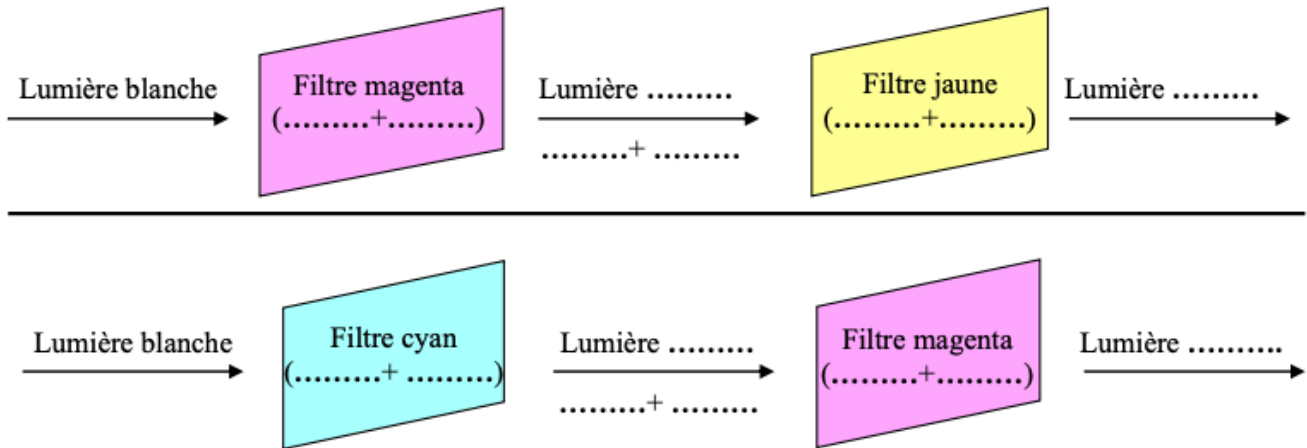 Lumière blanche
Filtre magenta
(.........+.........)
Lumière .........
.........+ .........
Filtre jaune
(.........+.........)
Lumière .........
Lumière blanche
Filtre cyan
(.........+ .........)
Lumière .........
.........+ .........
Filtre magenta
(.........+.........)
Lumière ..........